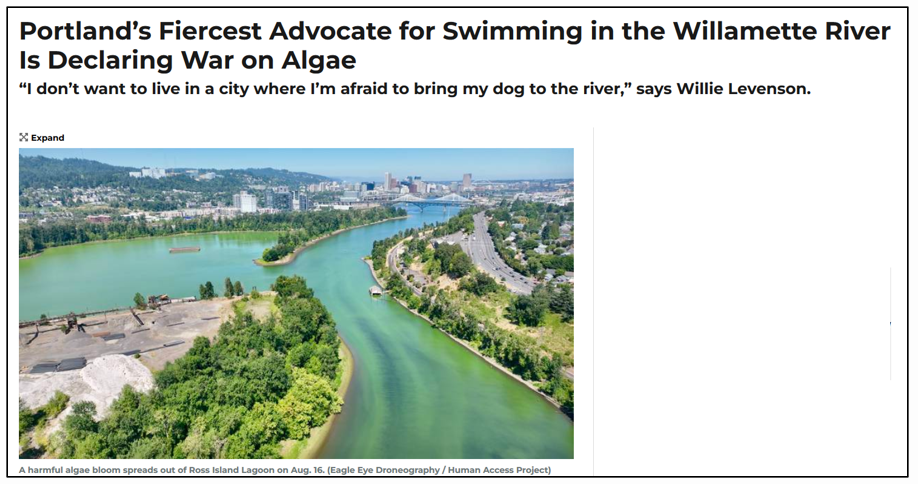 Portland’s Fiercest Advocate for Swimming in the Willamette River
Is Declaring War on Algae
“I don’t want to live in a city where I’m afraid to bring my dog to the river,” says Willie Levenson.
Expand
A harmful algae bloom spreads out of Ross Island Lagoon on Aug. 16. (Eagle Eye Droneography / Human Access Project)